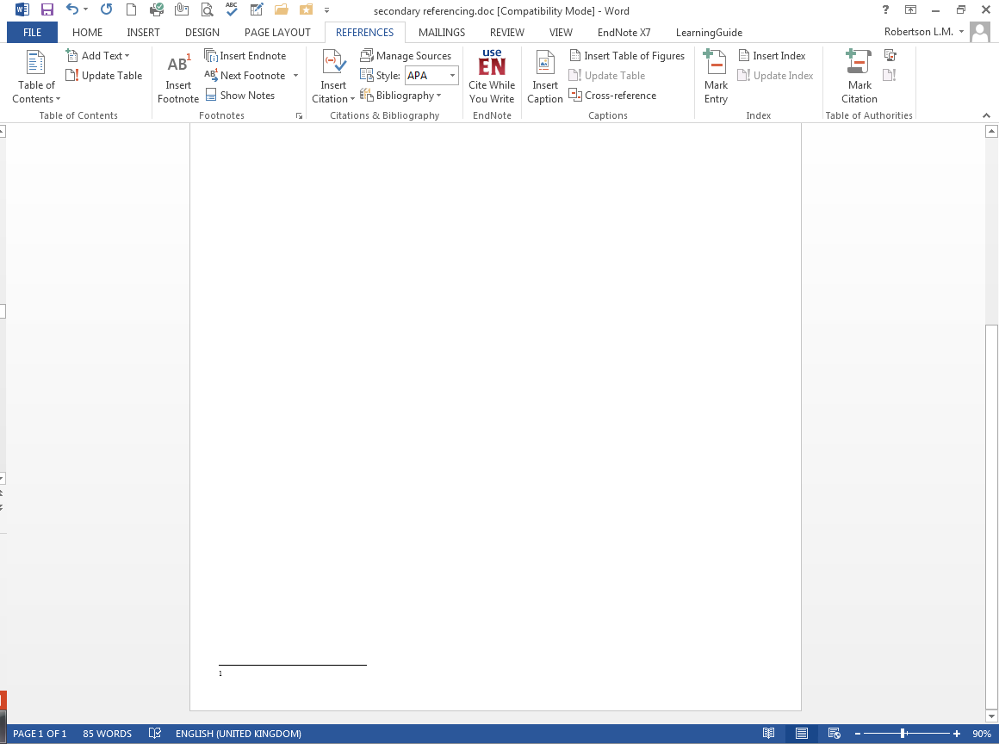 secondary referencing.doc [Compatibility Mode] - Word
?
FILE HOME INSERT DESIGN PAGE LAYOUT REFERENCES MAILINGS REVIEW VIEW EndNote X7 LearningGuide Robertson L.M.
Table of Contents
Add Text
Update Table
Table of Contents
AB1
Insert Footnote
Insert Endnote
Next Footnote
Show Notes
Footnotes
Insert Citation
Manage Sources
Style: APA
Bibliography
Citations & Bibliography
use
EN
Cite While
You Write
EndNote
Insert Caption
Insert Table of Figures
Update Table
Cross-reference
Captions
Mark Entry
Insert Index
Update Index
Index
Mark Citation
Table of Authorities
1
PAGE 1 OF 1 85 WORDS ENGLISH (UNITED KINGDOM) 90%